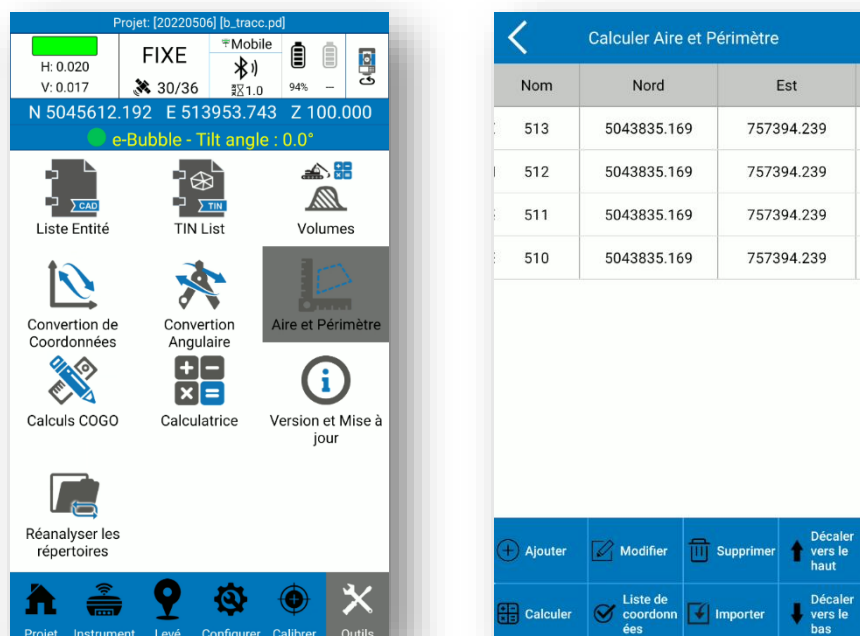 Projet: [20220506] [b_tracc.pd]
H: 0.020
V: 0.017
FIXE
30/36
Mobile
1.0
94%
--
N 5045612.192 E 513953.743 Z 100.000
e-Bubble - Tilt angle : 0.0°
CAD
TIN
Liste Entité
TIN List
Volumes
Convertion de
Coordonnées
Convertion
Angulaire
Aire et Périmètre
Calculs COGO
Calculatrice
Version et Mise à
jour
Réanalyser les
répertoires
Projet
Instrument
Levé
Configurer
Calibrer
Outils
Calculer Aire et Périmètre
Nom Nord Est
513 5043835.169 757394.239
512 5043835.169 757394.239
511 5043835.169 757394.239
510 5043835.169 757394.239
Ajouter
Modifier
Supprimer
Décaler
vers le
haut
Calculer
Liste de
coordonn
ées
Importer
Décaler
vers le
bas